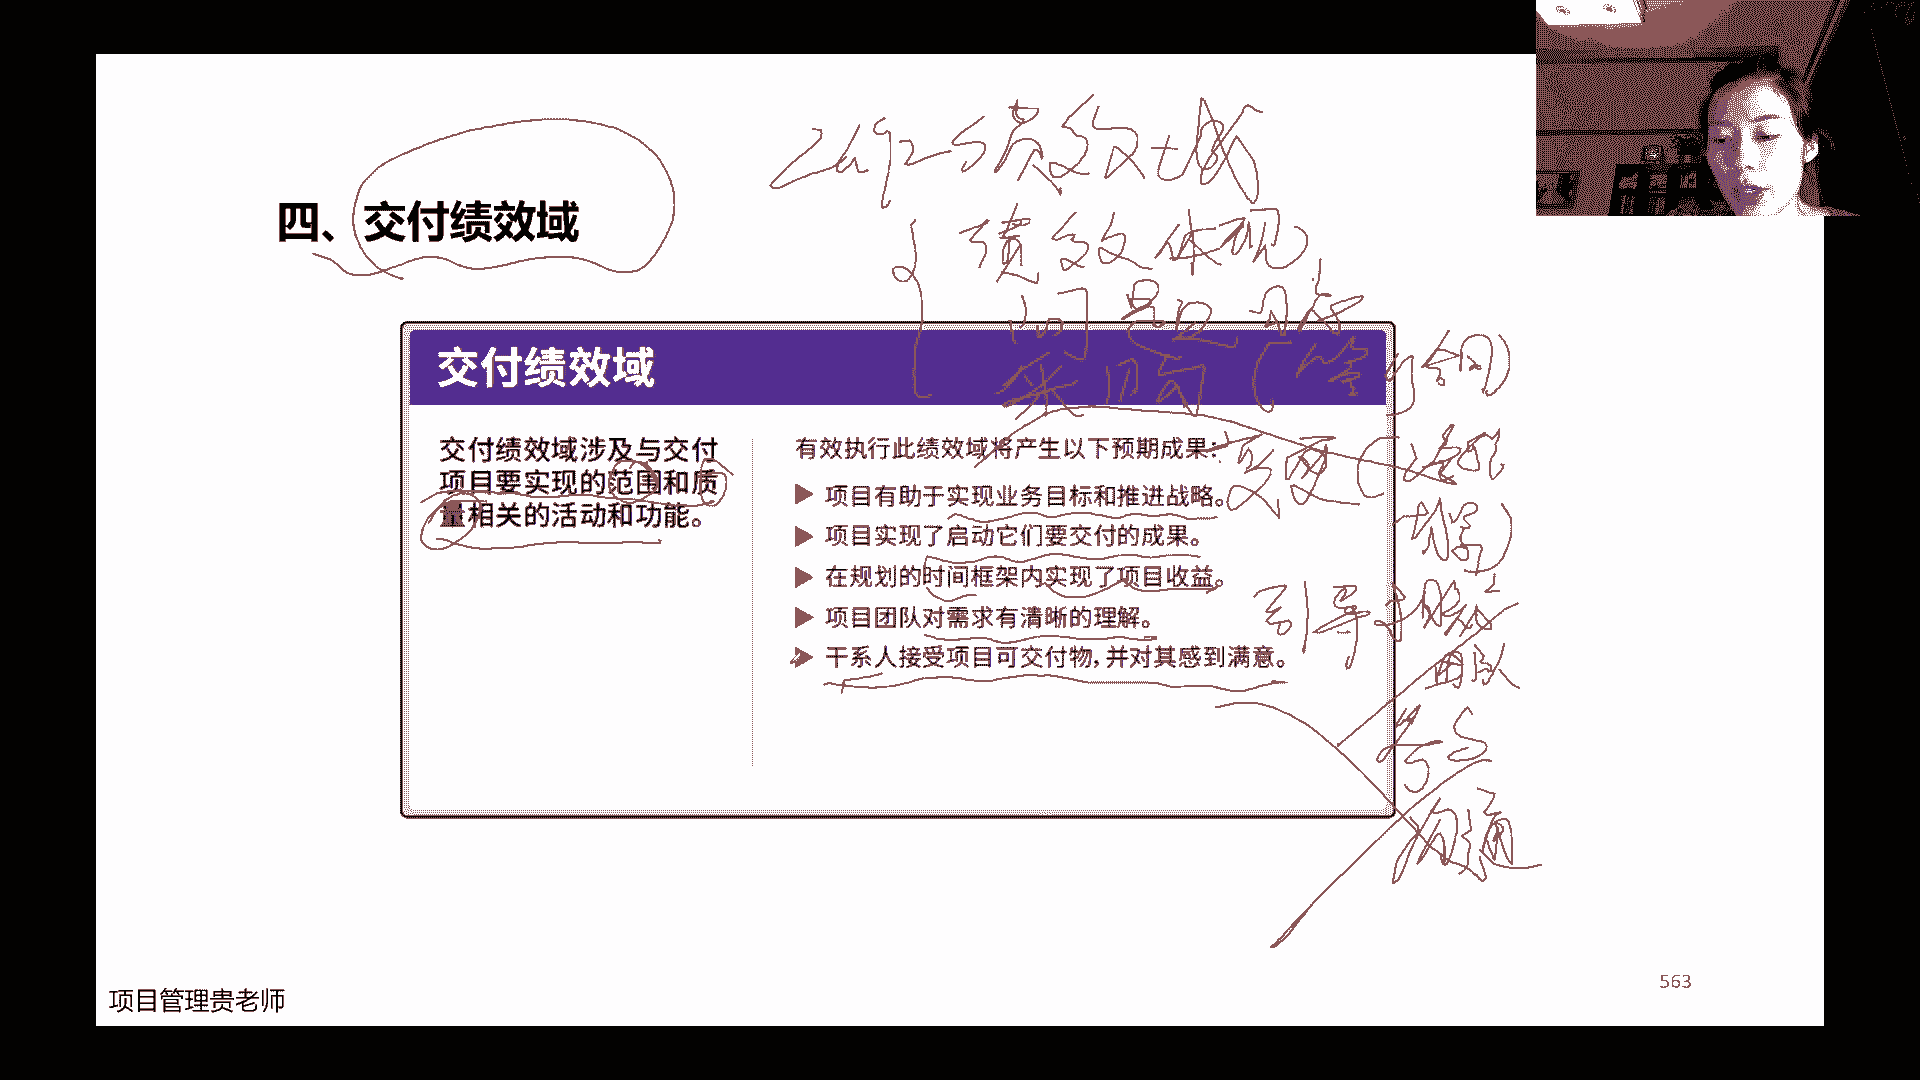 四、交付绩效域
绩效域
绩效体现
问题
采购(签订合同)
变更(
引导
团队
沟通
交付绩效域
交付绩效域涉及与交付
项目要实现的范围和质
量相关的活动和功能。
有效执行此绩效域将产生以下预期成果:
▶ 项目有助于实现业务目标和推进战略。
▶ 项目实现了启动它们要交付的成果。
▶ 在规划的时间框架内实现了项目收益。
▶ 项目团队对需求有清晰的理解。
▶ 干系人接受项目可交付物,并对其感到满意。
563
项目管理贵老师